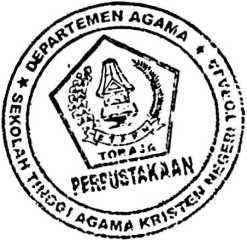 DEPARTEMEN AGAMA
SEKOLAH TINGGI AGAMA KRISTEN NEGERI TORAJA
TORAJA
PERPUSTAKAAN